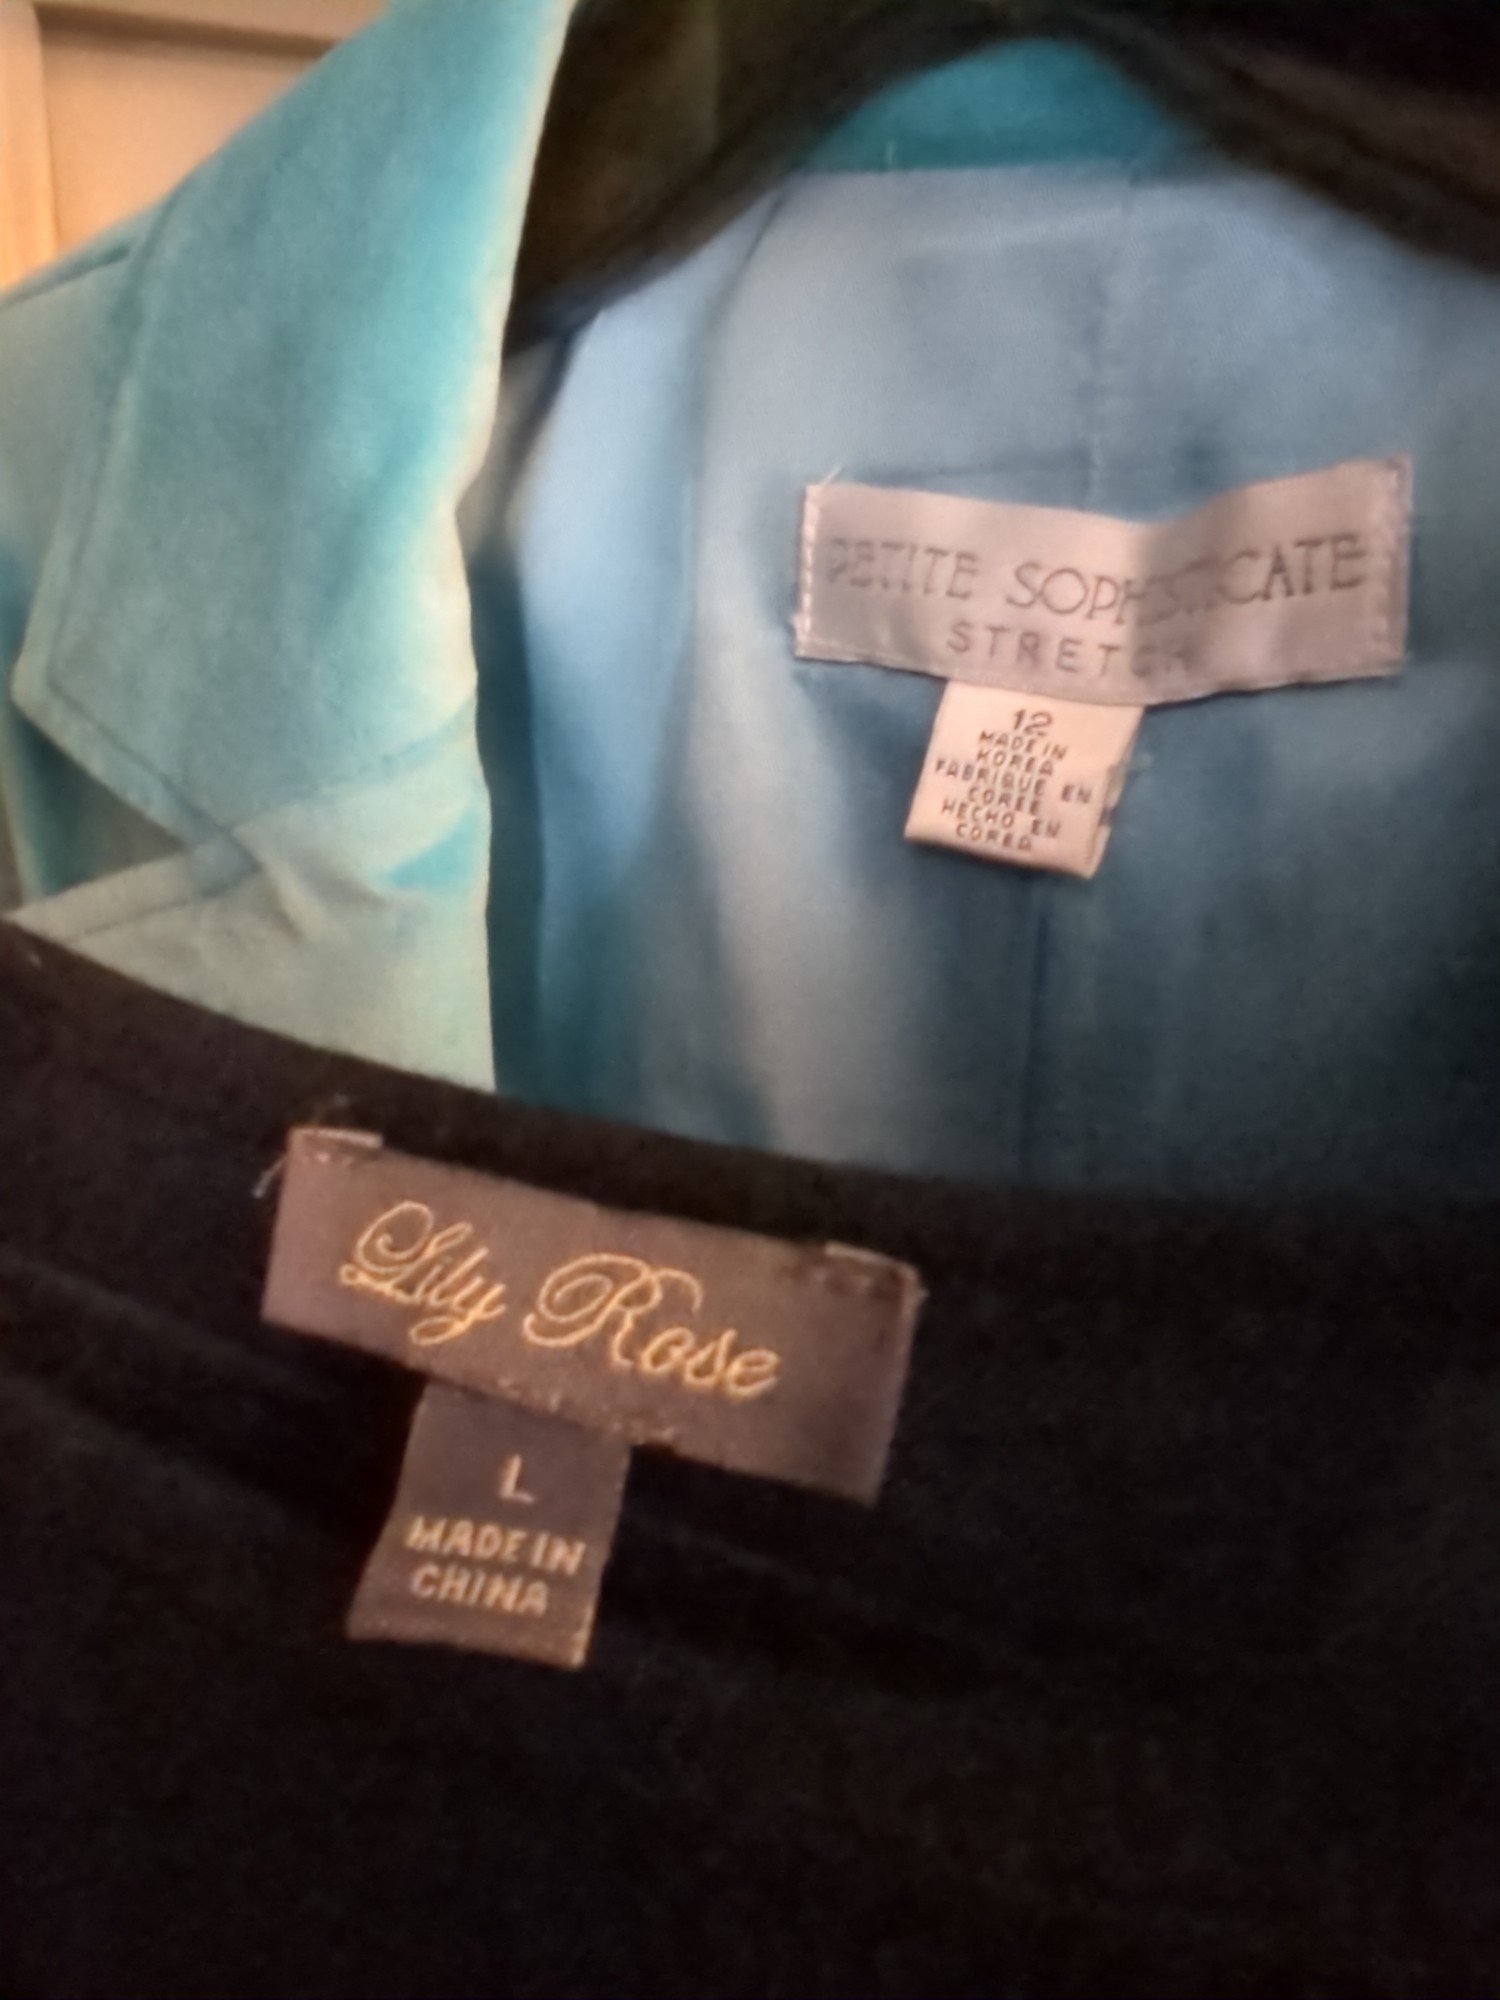 PETITE SOPHISTICATE
STRETCH
12
MADE IN
KOREA
FABRIQUE EN
COREE
HECHO EN
COREA
Lily Rose
L
MADE IN
CHINA